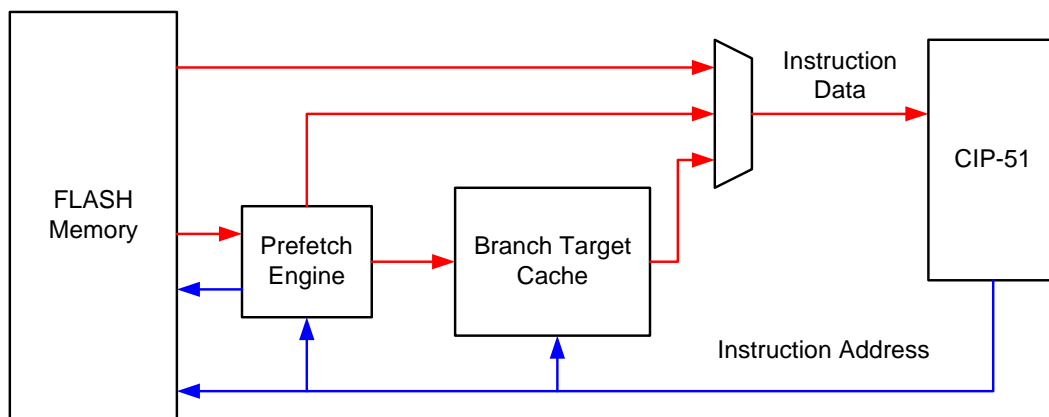 FLASH
Memory
Prefetch
Engine
Branch Target
Cache
Instruction
Data
CIP-51
Instruction Address